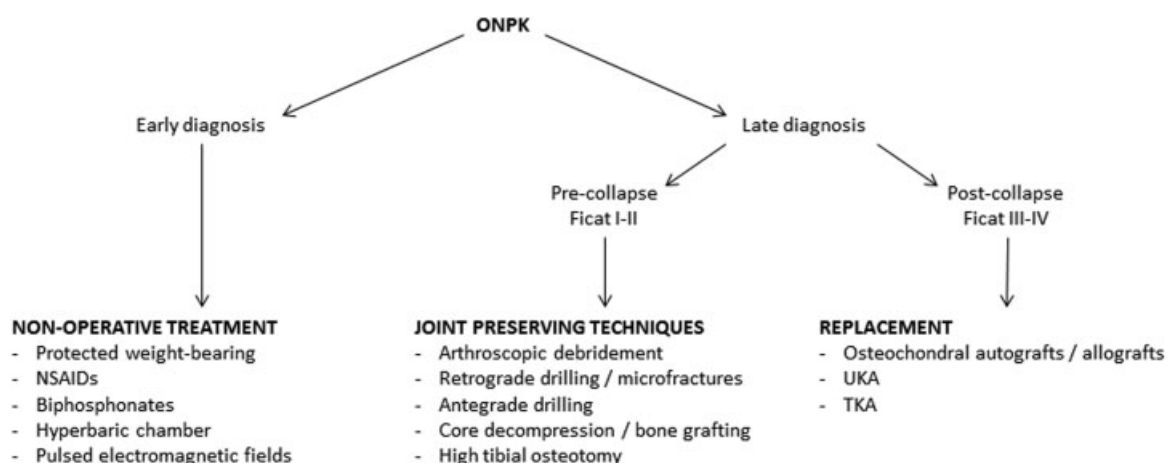 ONPK
Early diagnosis
Late diagnosis
Pre-collapse
Ficat I-II
Post-collapse
Ficat III-IV
NON-OPERATIVE TREATMENT
- Protected weight-bearing
- NSAIDs
- Biphosphonates
- Hyperbaric chamber
- Pulsed electromagnetic fields
JOINT PRESERVING TECHNIQUES
- Arthroscopic debridement
- Retrograde drilling / microfractures
- Antegrade drilling
- Core decompression / bone grafting
- High tibial osteotomy
REPLACEMENT
- Osteochondral autografts / allografts
- UKA
- TKA